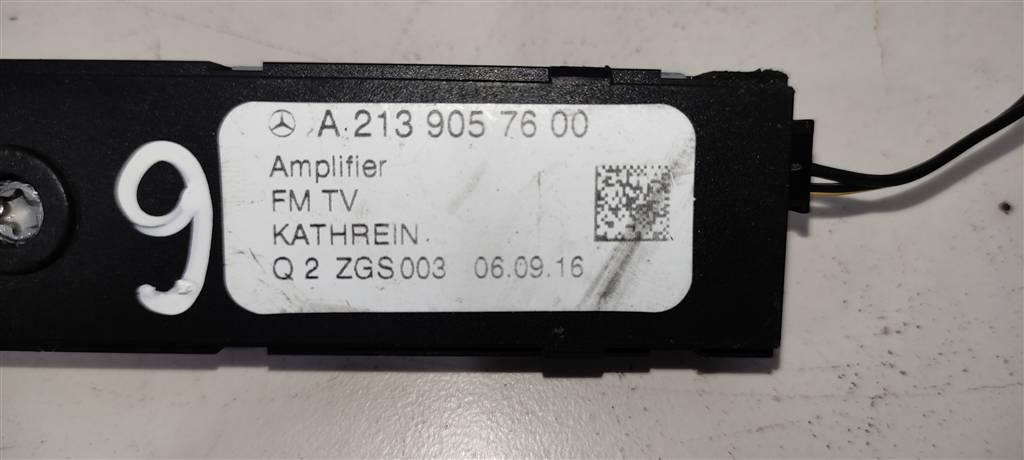 9
A 213 905 76 00
Amplifier
FM TV
KATHREIN
Q 2 ZGS003 06.09.16